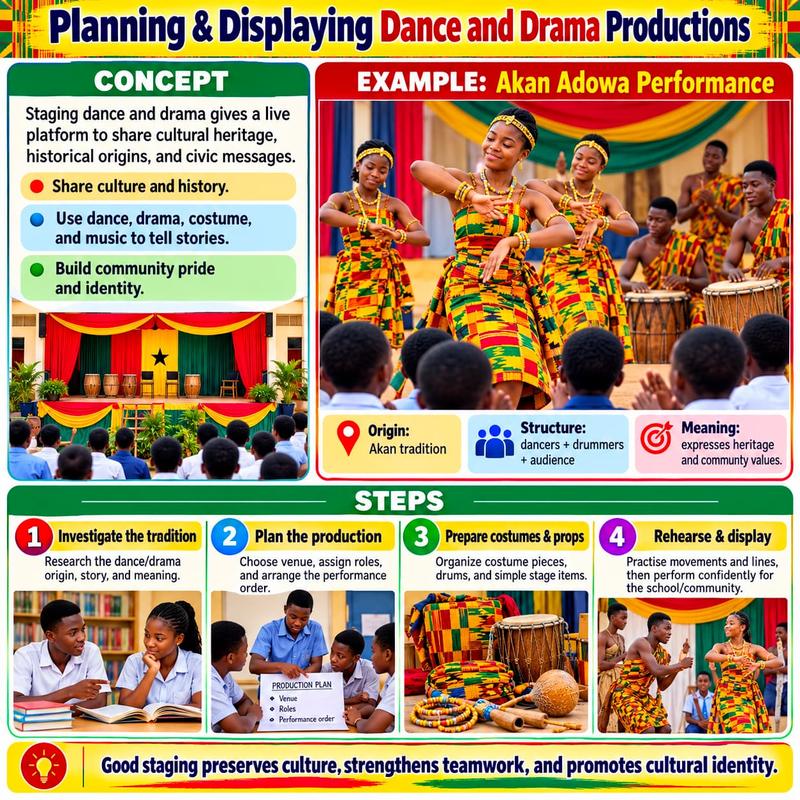 Planning & Displaying Dance and Drama Productions
CONCEPT
Staging dance and drama gives a live
platform to share cultural heritage,
historical origins, and civic messages.
Share culture and history.
Use dance, drama, costume,
and music to tell stories.
Build community pride
and identity.
EXAMPLE: Akan Adowa Performance
Origin:
Akan tradition
Structure:
dancers + drummers
+ audience
Meaning:
expresses heritage
and communty values.
STEPS
1 Investigate the tradition
Research the dance/drama
origin, story, and meaning.
2 Plan the production
Choose venue, assign roles,
and arrange the performance
order.
PRODUCTION PLAN
Venue
Roles
Performance order
3 Prepare costumes & props
Organize costume pieces,
drums, and simple stage items.
4 Rehearse & display
Practise movements and lines,
then perform confidently for
the school/community.
Good staging preserves culture, strengthens teamwork, and promotes cultural identity.